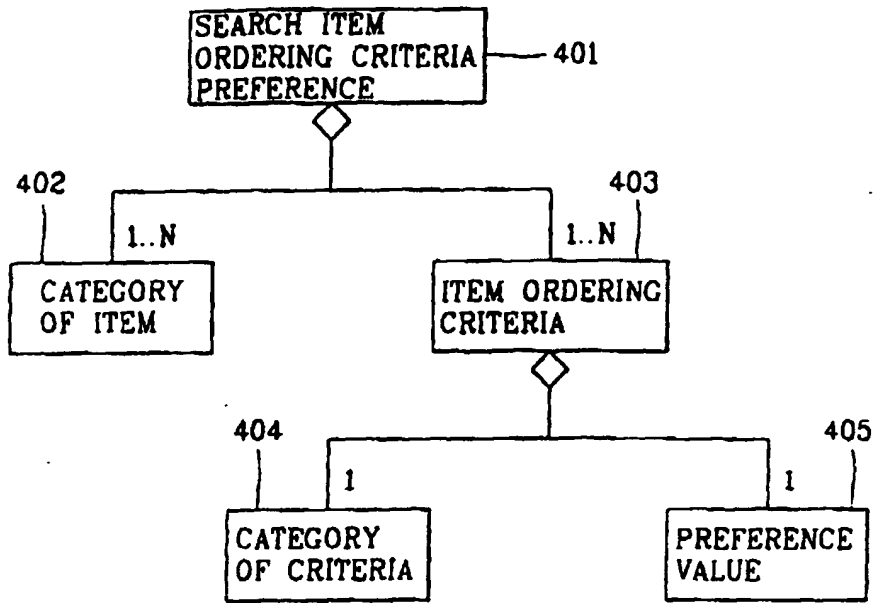 SEARCH ITEM
ORDERING CRITERIA
PREFERENCE
401
402
403
1..N
1..N
CATEGORY
OF ITEM
ITEM ORDERING
CRITERIA
404
405
1
1
CATEGORY
OF CRITERIA
PREFERENCE
VALUE